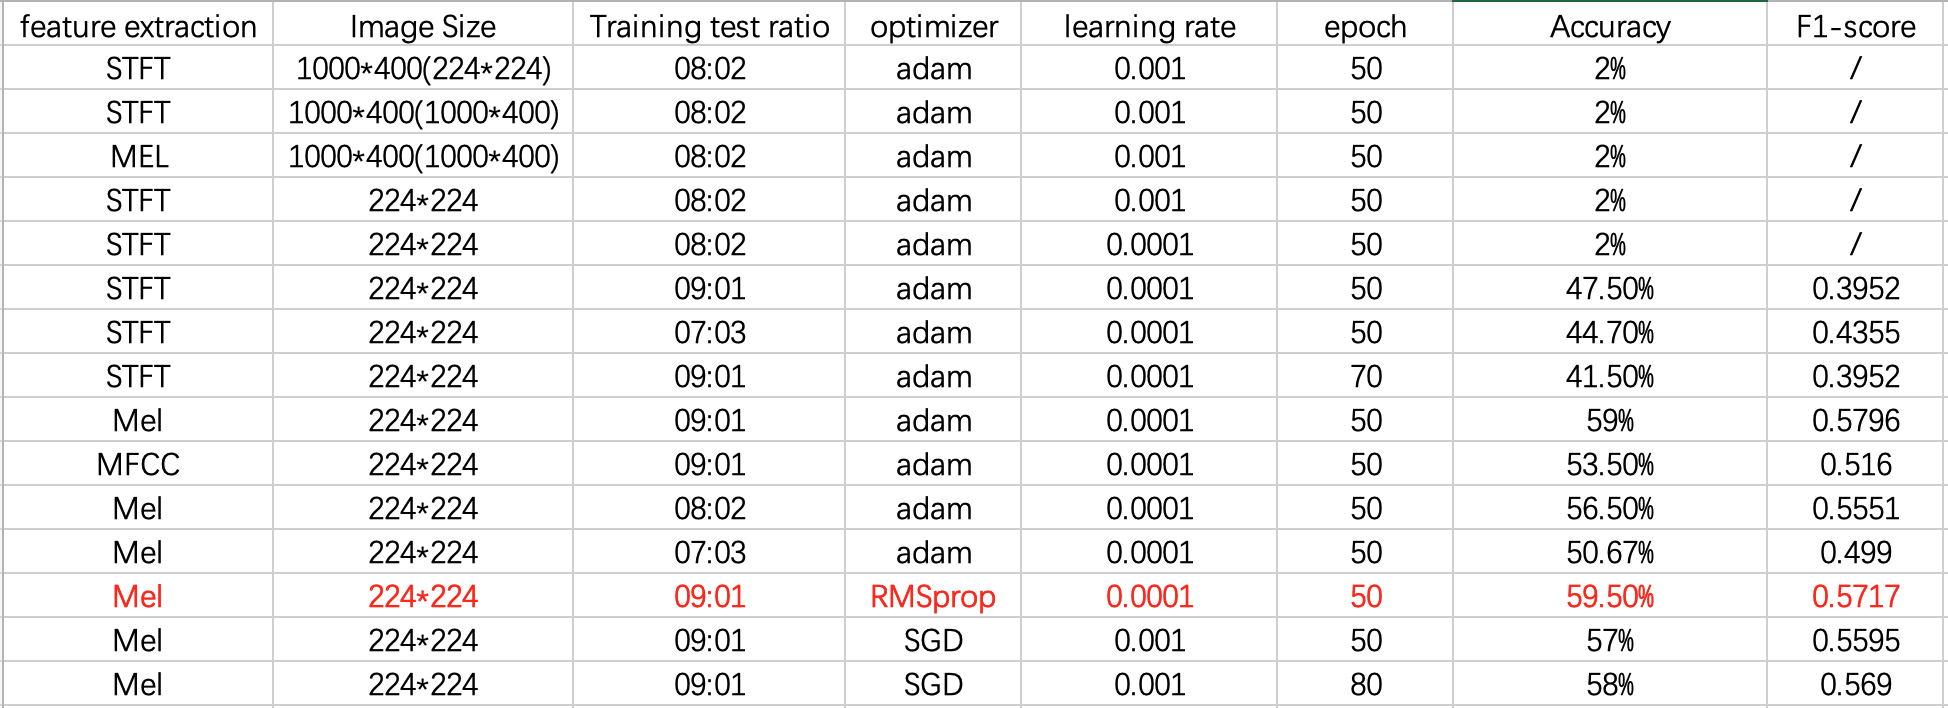 feature extraction Image Size Training test ratio optimizer learning rate epoch Accuracy F1-score
STFT 1000*400(224*224) 08:02 adam 0.001 50 2% /
STFT 1000*400(1000*400) 08:02 adam 0.001 50 2% /
MEL 1000*400(1000*400) 08:02 adam 0.001 50 2% /
STFT 224*224 08:02 adam 0.001 50 2% /
STFT 224*224 08:02 adam 0.0001 50 2% /
STFT 224*224 09:01 adam 0.0001 50 47.50% 0.3952
STFT 224*224 07:03 adam 0.0001 50 44.70% 0.4355
STFT 224*224 09:01 adam 0.0001 70 41.50% 0.3952
Mel 224*224 09:01 adam 0.0001 50 59% 0.5796
MFCC 224*224 09:01 adam 0.0001 50 53.50% 0.516
Mel 224*224 08:02 adam 0.0001 50 56.50% 0.5551
Mel 224*224 07:03 adam 0.0001 50 50.67% 0.499
Mel 224*224 09:01 RMSprop 0.0001 50 59.50% 0.5717
Mel 224*224 09:01 SGD 0.001 50 57% 0.5595
Mel 224*224 09:01 SGD 0.001 80 58% 0.569